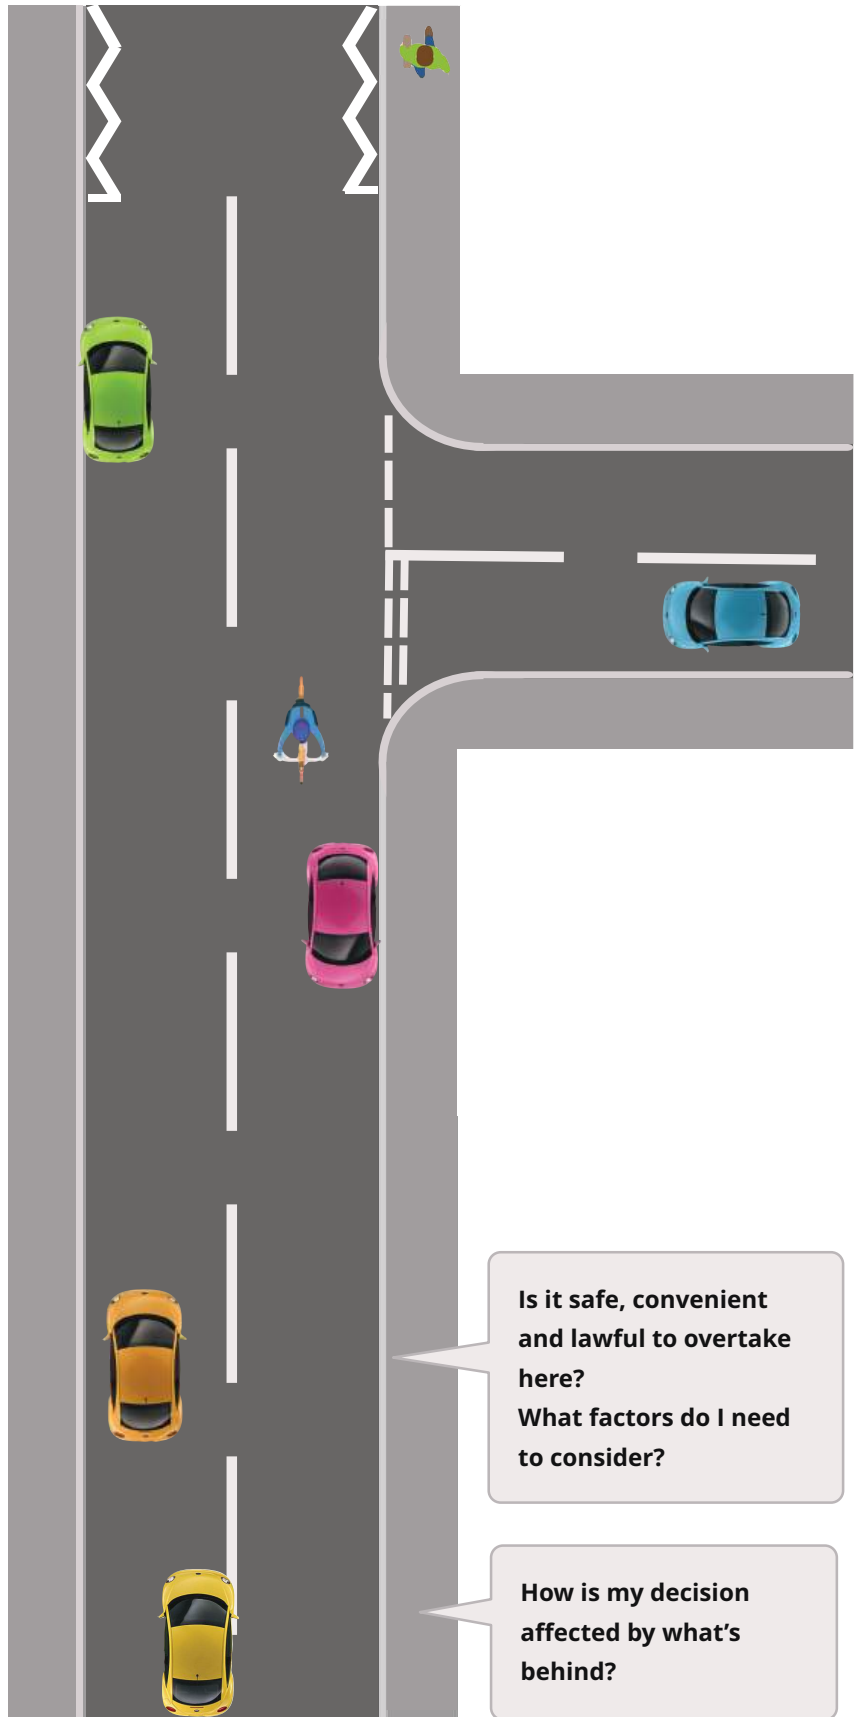 Is it safe, convenient
and lawful to overtake
here?
What factors do I need
to consider?
How is my decision
affected by what’s
behind?